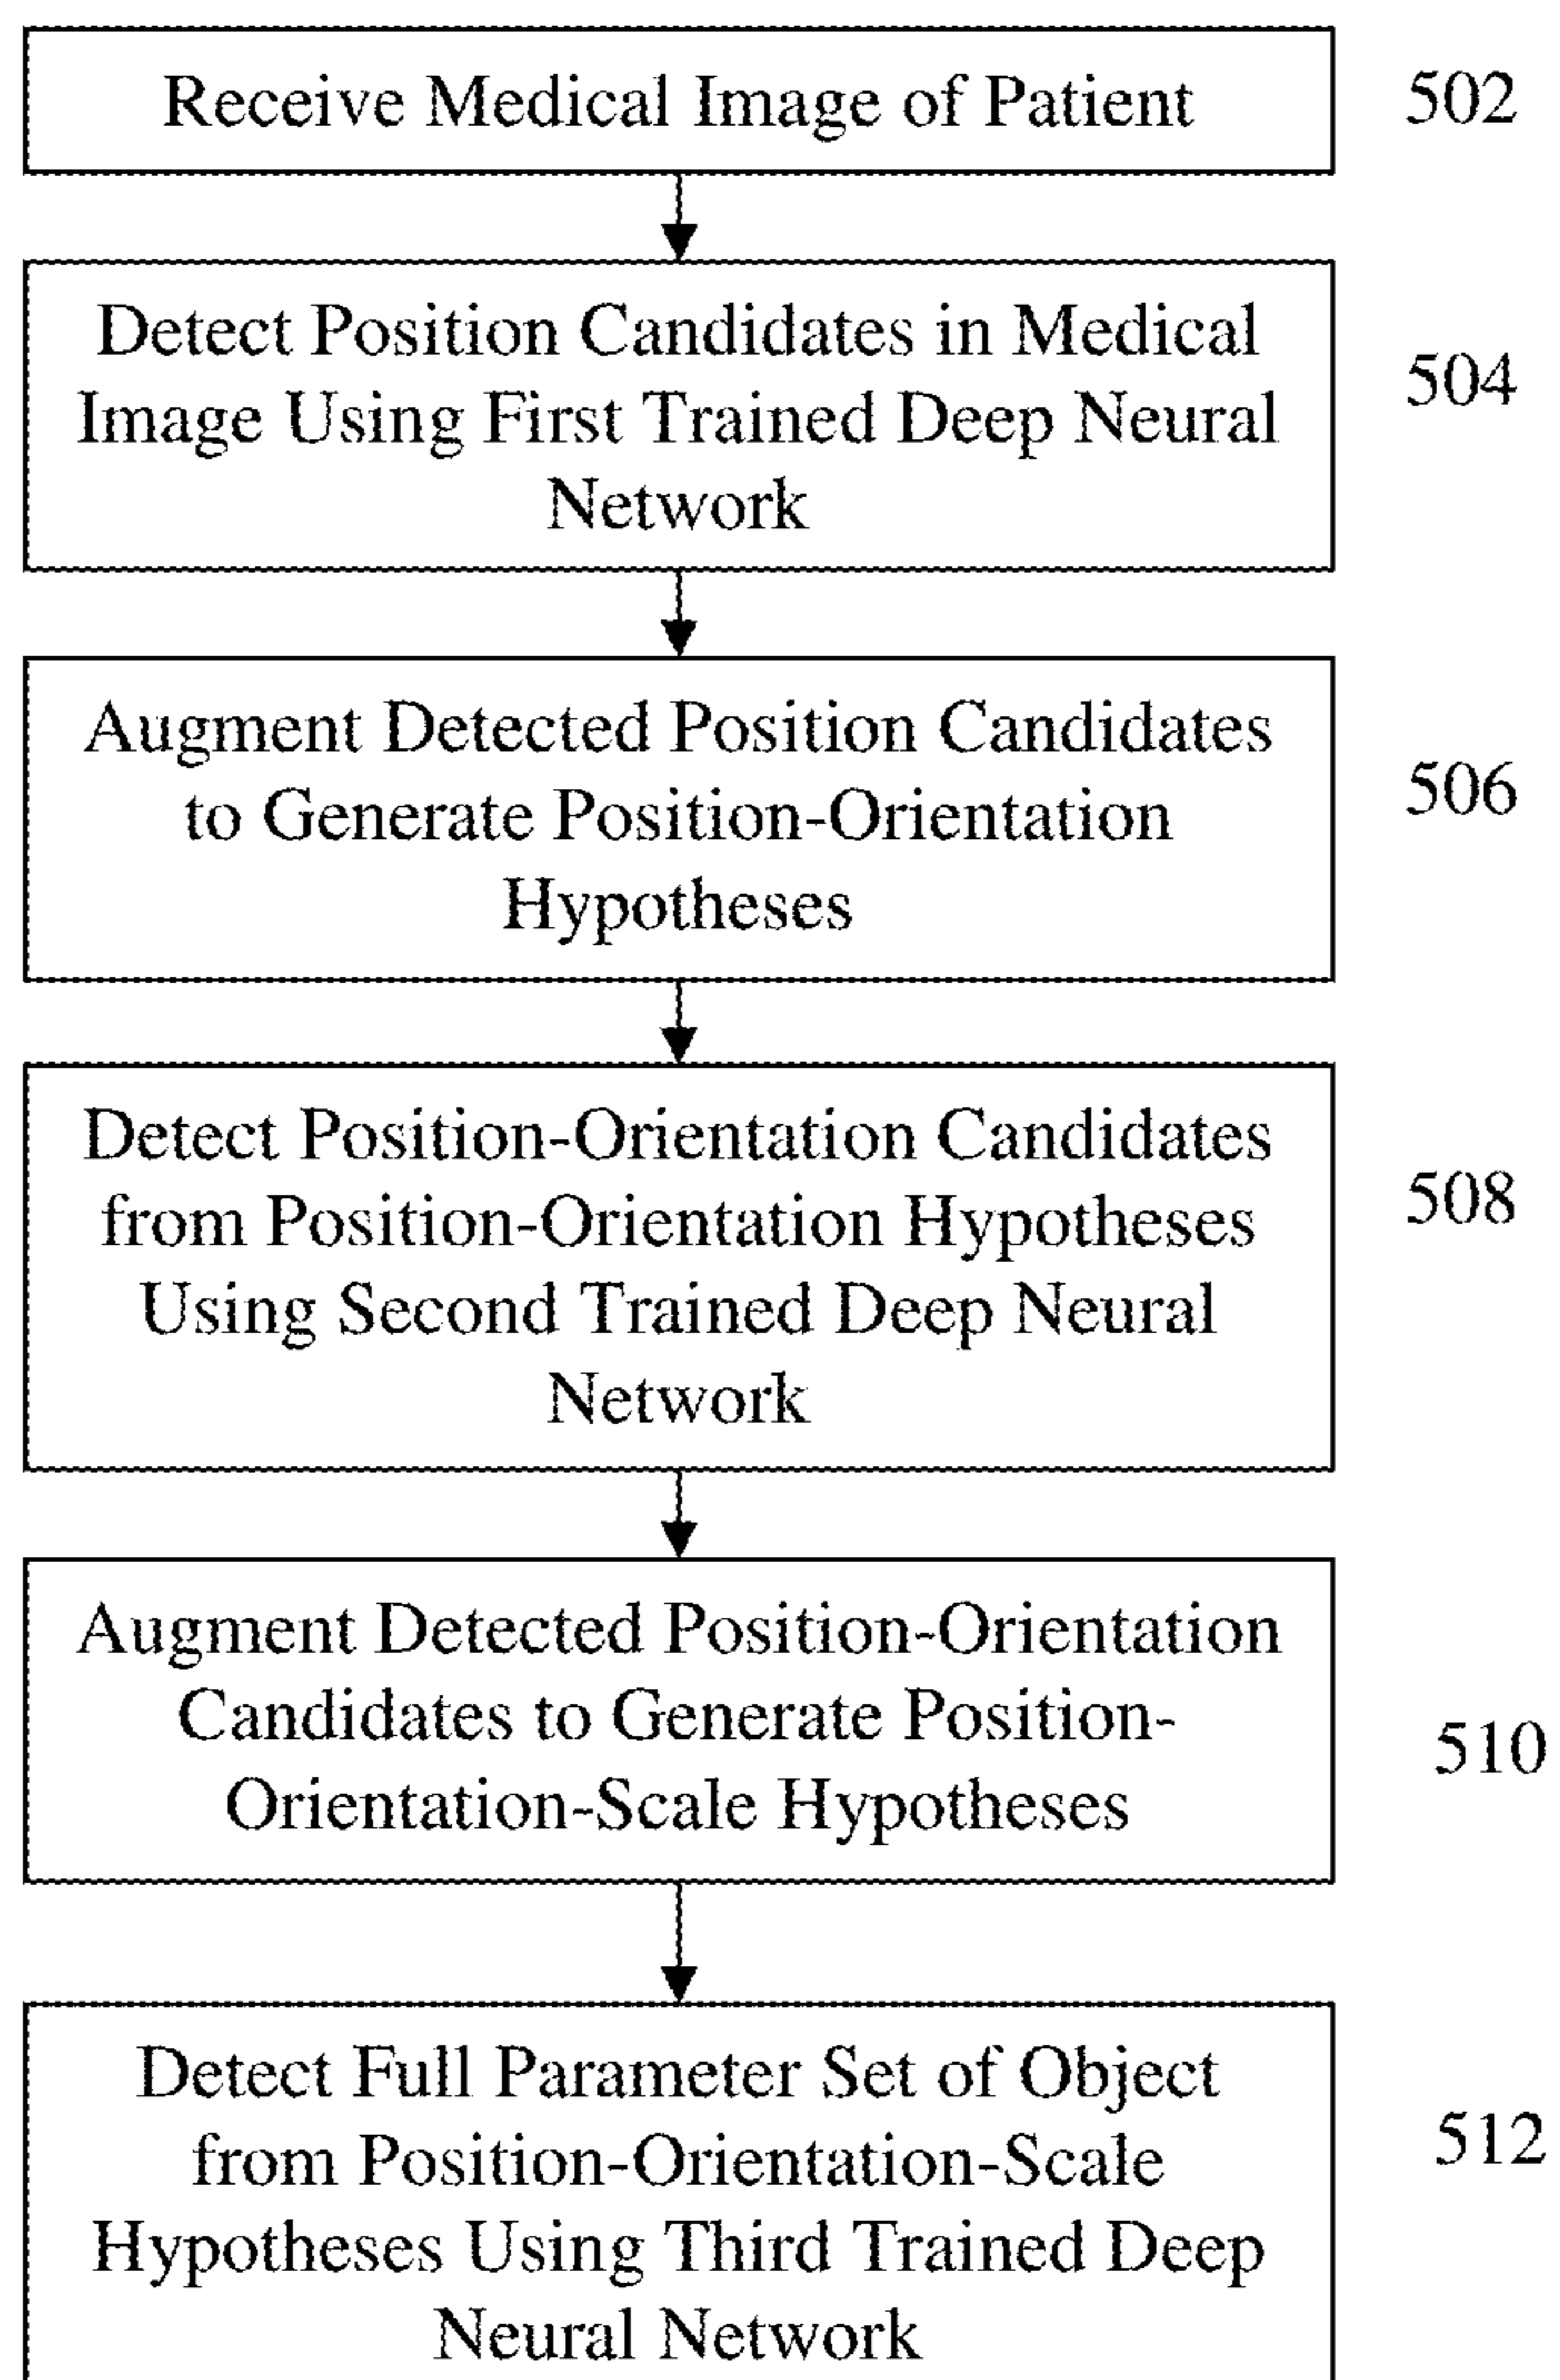 Receive Medical Image of Patient
502
Detect Position Candidates in Medical
Image Using First Trained Deep Neural
Network
504
Augment Detected Position Candidates
to Generate Position-Orientation
Hypotheses
506
Detect Position-Orientation Candidates
from Position-Orientation Hypotheses
Using Second Trained Deep Neural
Network
508
Augment Detected Position-Orientation
Candidates to Generate Position-
Orientation-Scale Hypotheses
510
Detect Full Parameter Set of Object
from Position-Orientation-Scale
Hypotheses Using Third Trained Deep
Neural Network
512